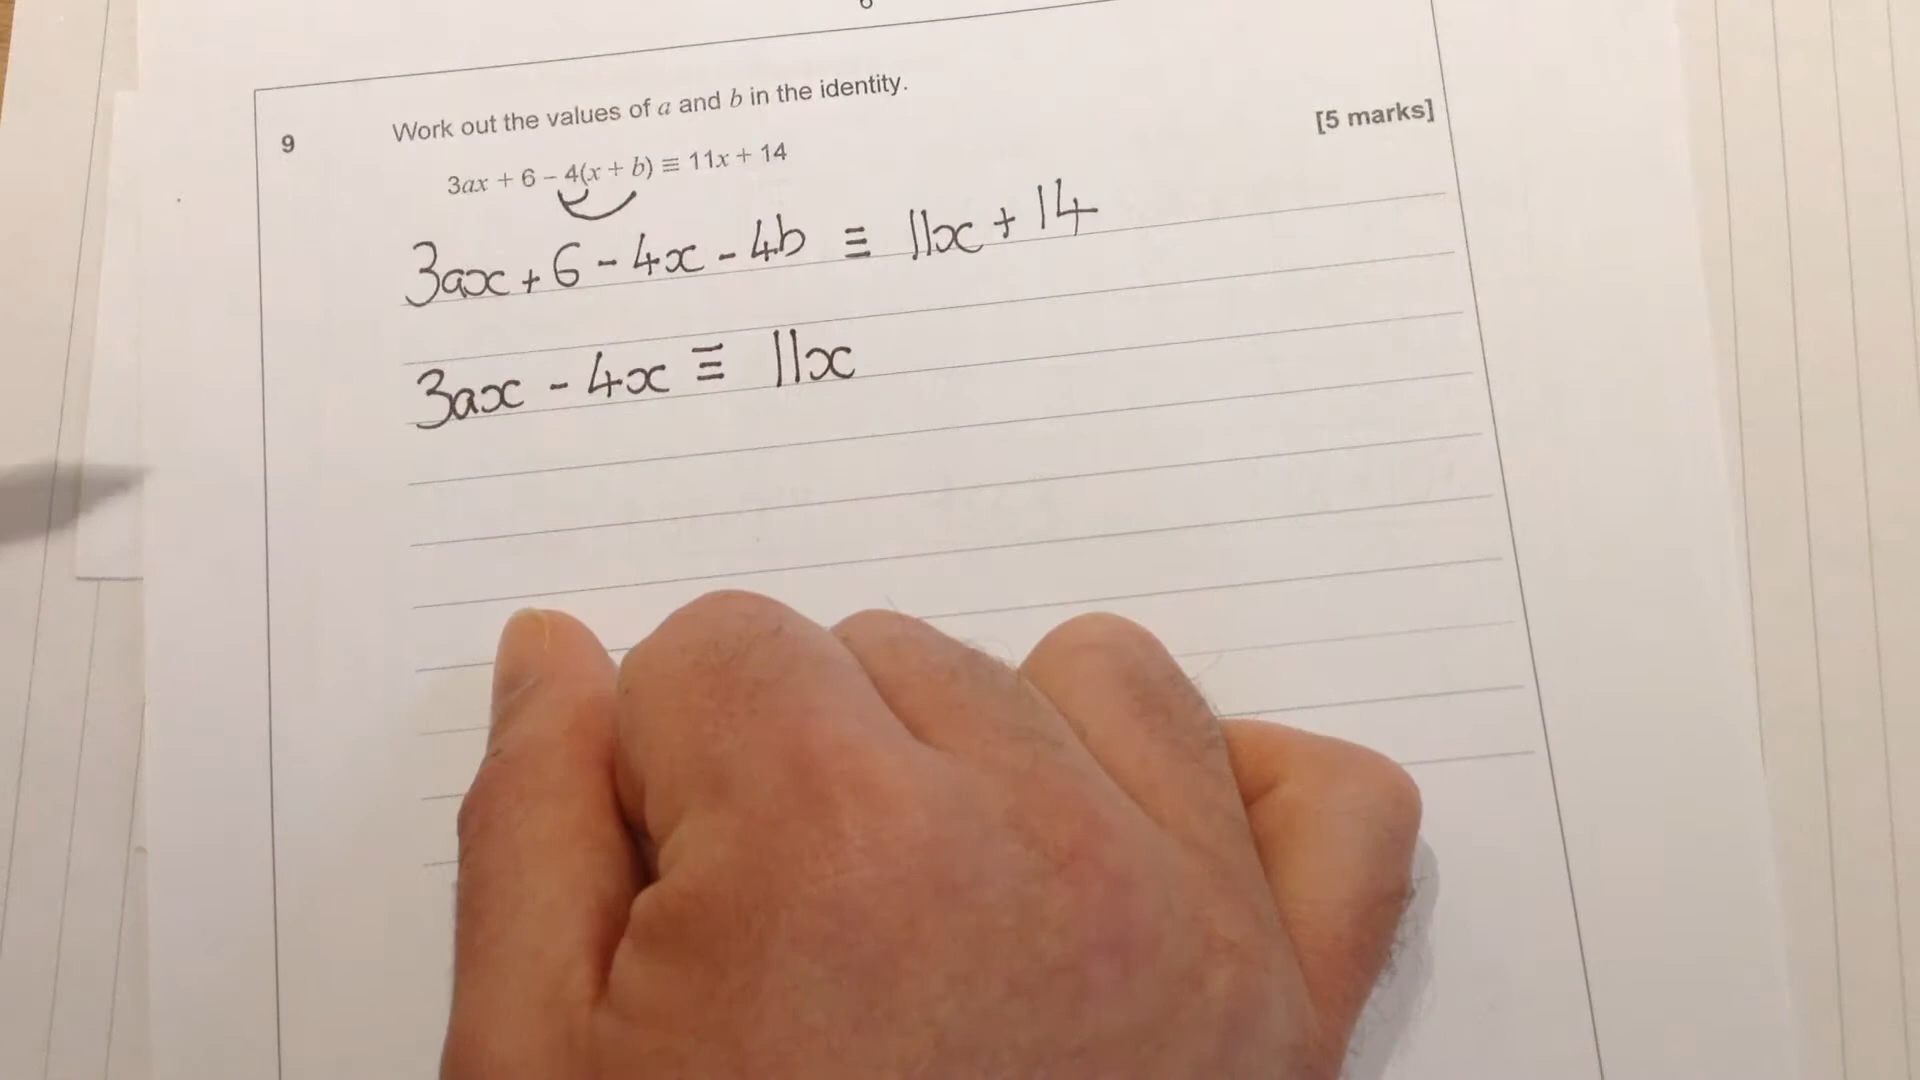 9 Work out the values of a and b in the identity.
[5 marks]
3ax + 6 − 4(x + b) ≡ 11x + 14
3ax + 6 - 4x - 4b ≡ 11x + 14
3ax - 4x ≡ 11x